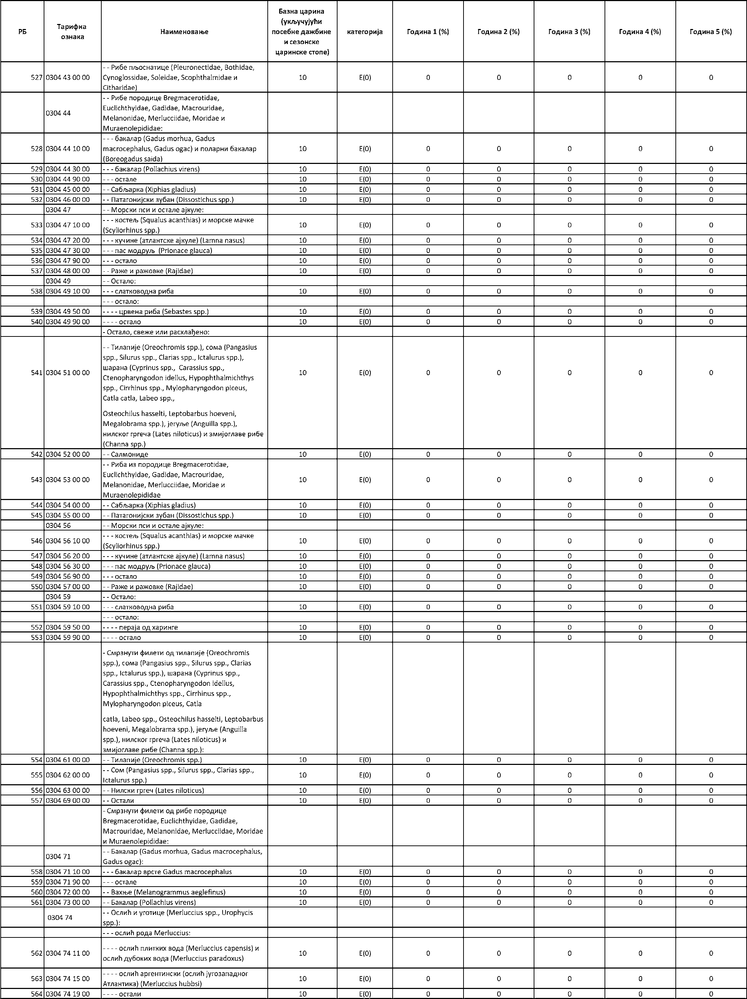 РБ Тарифна ознака Наименовање Базна царина (укључујући посебне дажбине и сезонске царинске стопе) категорија Година 1 (%) Година 2 (%) Година 3 (%) Година 4 (%) Година 5 (%)
527 0304 43 00 00 - - Рибе пљоснатице (Pleuronectidae, Bothidae, Cynoglossidae, Soleidae, Scophthalmidae и Citharidae) 10 E(0) 0 0 0 0 0
0304 44 - - Рибе породице Bregmacerotidae, Euclichthyidae, Gadidae, Macrouridae, Melanonidae, Merlucciidae, Moridae и Muraenolepididae:
528 0304 44 10 00 - - - бакалар (Gadus morhua, Gadus macrocephalus, Gadus ogac) и поларни бакалар (Boreogadus saida) 10 E(0) 0 0 0 0 0
529 0304 44 30 00 - - - бакалар (Pollachius virens) 10 E(0) 0 0 0 0 0
530 0304 44 90 00 - - - остале 10 E(0) 0 0 0 0 0
531 0304 45 00 00 - - Сабљарка (Xiphias gladius) 10 E(0) 0 0 0 0 0
532 0304 46 00 00 - - Патагонијски зубан (Dissostichus spp.) 10 E(0) 0 0 0 0 0
0304 47 - - Морски пси и остале ајкуле:
533 0304 47 10 00 - - - костељ (Squalus acanthias) и морске мачке (Scyliorhinus spp.) 10 E(0) 0 0 0 0 0
534 0304 47 20 00 - - - кучине (атлантске ајкуле) (Lamna nasus) 10 E(0) 0 0 0 0 0
535 0304 47 30 00 - - - пас модруљ (Prionace glauca) 10 E(0) 0 0 0 0 0
536 0304 47 90 00 - - - остало 10 E(0) 0 0 0 0 0
537 0304 48 00 00 - - Раже и ражовке (Rajidae) 10 E(0) 0 0 0 0 0
0304 49 - - Остало:
538 0304 49 10 00 - - - слатководна риба 10 E(0) 0 0 0 0 0
- - - остало:
539 0304 49 50 00 - - - - црвена риба (Sebastes spp.) 10 E(0) 0 0 0 0 0
540 0304 49 90 00 - - - - остало 10 E(0) 0 0 0 0 0
- Остало, свеже или расхлађено:
541 0304 51 00 00 - - Тилапије (Oreochromis spp.), сома (Pangasius spp., Silurus spp., Clarias spp., Ictalurus spp.), шарана (Cyprinus spp., Carassius spp., Ctenopharyngodon idellus, Hypophthalmichthys spp., Cirrhinus spp., Mylopharyngodon piceus, Catla catla, Labeo spp., Osteochilus hasselti, Leptobarbus hoeveni, Megalobrama spp.), јегуље (Anguilla spp.), нилског гргеча (Lates niloticus) и змијоглаве рибе (Channa spp.) 10 E(0) 0 0 0 0 0
542 0304 52 00 00 - - Салмониде 10 E(0) 0 0 0 0 0
543 0304 53 00 00 - - Риба из породице Bregmacerotidae, Euclichthyidae, Gadidae, Macrouridae, Melanonidae, Merlucciidae, Moridae и Muraenolepididae 10 E(0) 0 0 0 0 0
544 0304 54 00 00 - - Сабљарка (Xiphias gladius) 10 E(0) 0 0 0 0 0
545 0304 55 00 00 - - Патагонијски зубан (Dissostichus spp.) 10 E(0) 0 0 0 0 0
0304 56 - - Морски пси и остале ајкуле:
546 0304 56 10 00 - - - костељ (Squalus acanthias) и морске мачке (Scyliorhinus spp.) 10 E(0) 0 0 0 0 0
547 0304 56 20 00 - - - кучине (атлантске ајкуле) (Lamna nasus) 10 E(0) 0 0 0 0 0
548 0304 56 30 00 - - - пас модруљ (Prionace glauca) 10 E(0) 0 0 0 0 0
549 0304 56 90 00 - - - остало 10 E(0) 0 0 0 0 0
550 0304 57 00 00 - - Раже и ражовке (Rajidae) 10 E(0) 0 0 0 0 0
0304 59 - - Остало:
551 0304 59 10 00 - - - слатководна риба 10 E(0) 0 0 0 0 0
- - - остало:
552 0304 59 50 00 - - - - пераја од харинге 10 E(0) 0 0 0 0 0
553 0304 59 90 00 - - - - остало 10 E(0) 0 0 0 0 0
- Смрзнути филети од тилапије (Oreochromis spp.), сома (Pangasius spp., Silurus spp., Clarias spp., Ictalurus spp.), шарана (Cyprinus spp., Carassius spp., Ctenopharyngodon idellus, Hypophthalmichthys spp., Cirrhinus spp., Mylopharyngodon piceus, Catla catla, Labeo spp., Osteochilus hasselti, Leptobarbus hoeveni, Megalobrama spp.), јегуље (Anguilla spp.), нилског гргеча (Lates niloticus) и змијоглаве рибе (Channa spp.):
554 0304 61 00 00 - - Тилапије (Oreochromis spp.) 10 E(0) 0 0 0 0 0
555 0304 62 00 00 - - Сом (Pangasius spp., Silurus spp., Clarias spp., Ictalurus spp.) 10 E(0) 0 0 0 0 0
556 0304 63 00 00 - - Нилски гргеч (Lates niloticus) 10 E(0) 0 0 0 0 0
557 0304 69 00 00 - - Остали 10 E(0) 0 0 0 0 0
- Смрзнути филети од рибе породице Bregmacerotidae, Euclichthyidae, Gadidae, Macrouridae, Melanonidae, Merlucciidae, Moridae и Muraenolepididae:
0304 71 - - Бакалар (Gadus morhua, Gadus macrocephalus, Gadus ogac):
558 0304 71 10 00 - - - бакалар врсте Gadus macrocephalus 10 E(0) 0 0 0 0 0
559 0304 71 90 00 - - - остале 10 E(0) 0 0 0 0 0
560 0304 72 00 00 - - Вахње (Melanogrammus aeglefinus) 10 E(0) 0 0 0 0 0
561 0304 73 00 00 - - Бакалар (Pollachius virens) 10 E(0) 0 0 0 0 0
0304 74 - - Ослић и уготице (Merluccius spp., Urophycis spp.):
- - - ослић рода Merluccius:
562 0304 74 11 00 - - - - ослић плитких вода (Merluccius capensis) и ослић дубоких вода (Merluccius paradoxus) 10 E(0) 0 0 0 0 0
563 0304 74 15 00 - - - - ослић аргентински (ослић југозападног Атлантика) (Merluccius hubbsi) 10 E(0) 0 0 0 0 0
564 0304 74 19 00 - - - - остали 10 E(0) 0 0 0 0 0